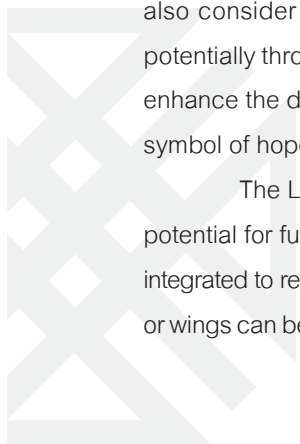 also consider
potentially thro
enhance the d
symbol of hop
The L
potential for fu
integrated to re
or wings can be